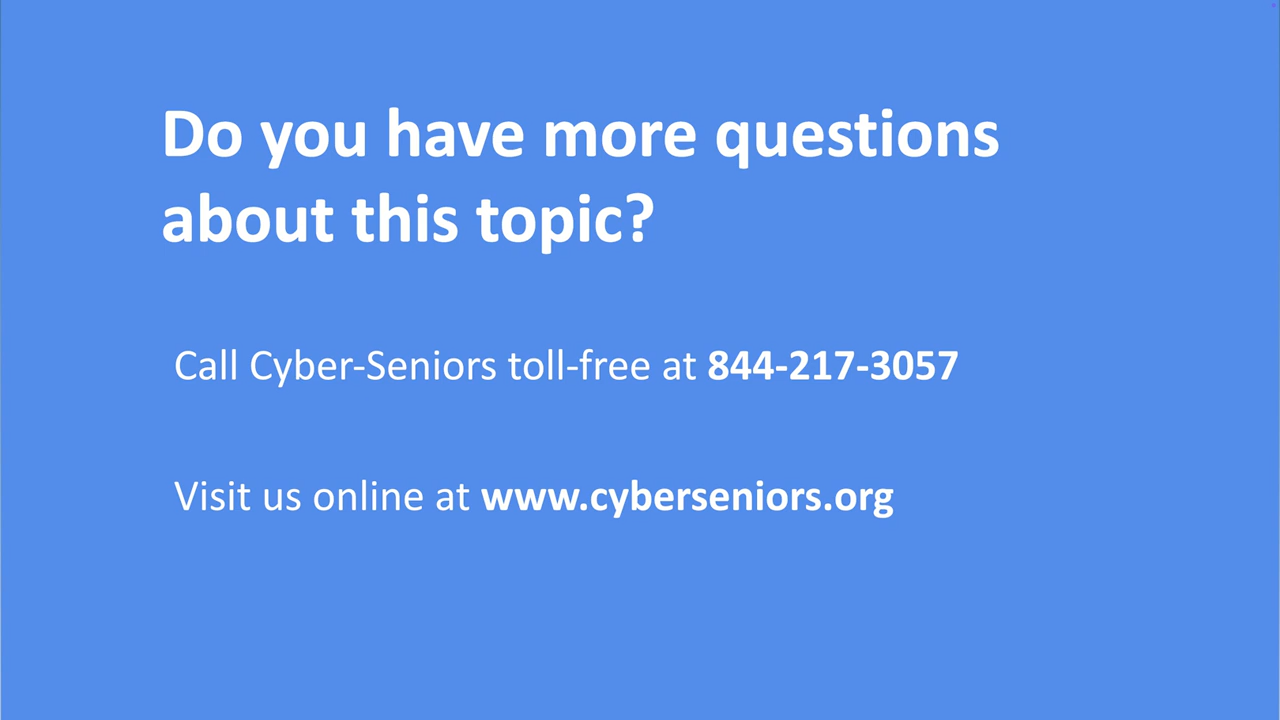 Do you have more questions
about this topic?
Call Cyber-Seniors toll-free at 844-217-3057
Visit us online at www.cyberseniors.org